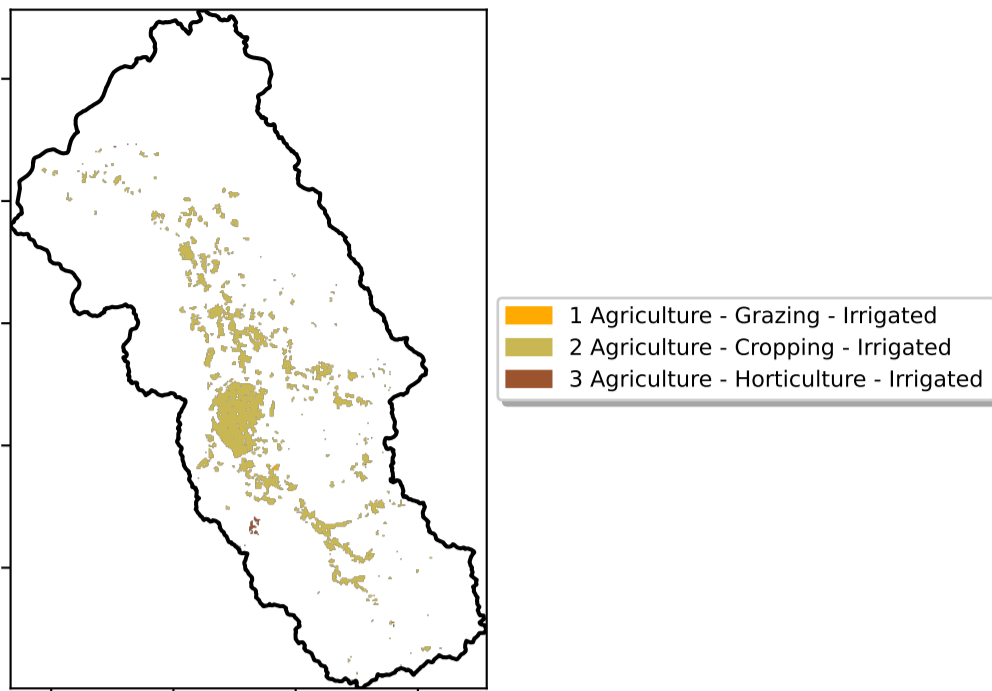 1 Agriculture - Grazing - Irrigated
2 Agriculture - Cropping - Irrigated
3 Agriculture - Horticulture - Irrigated